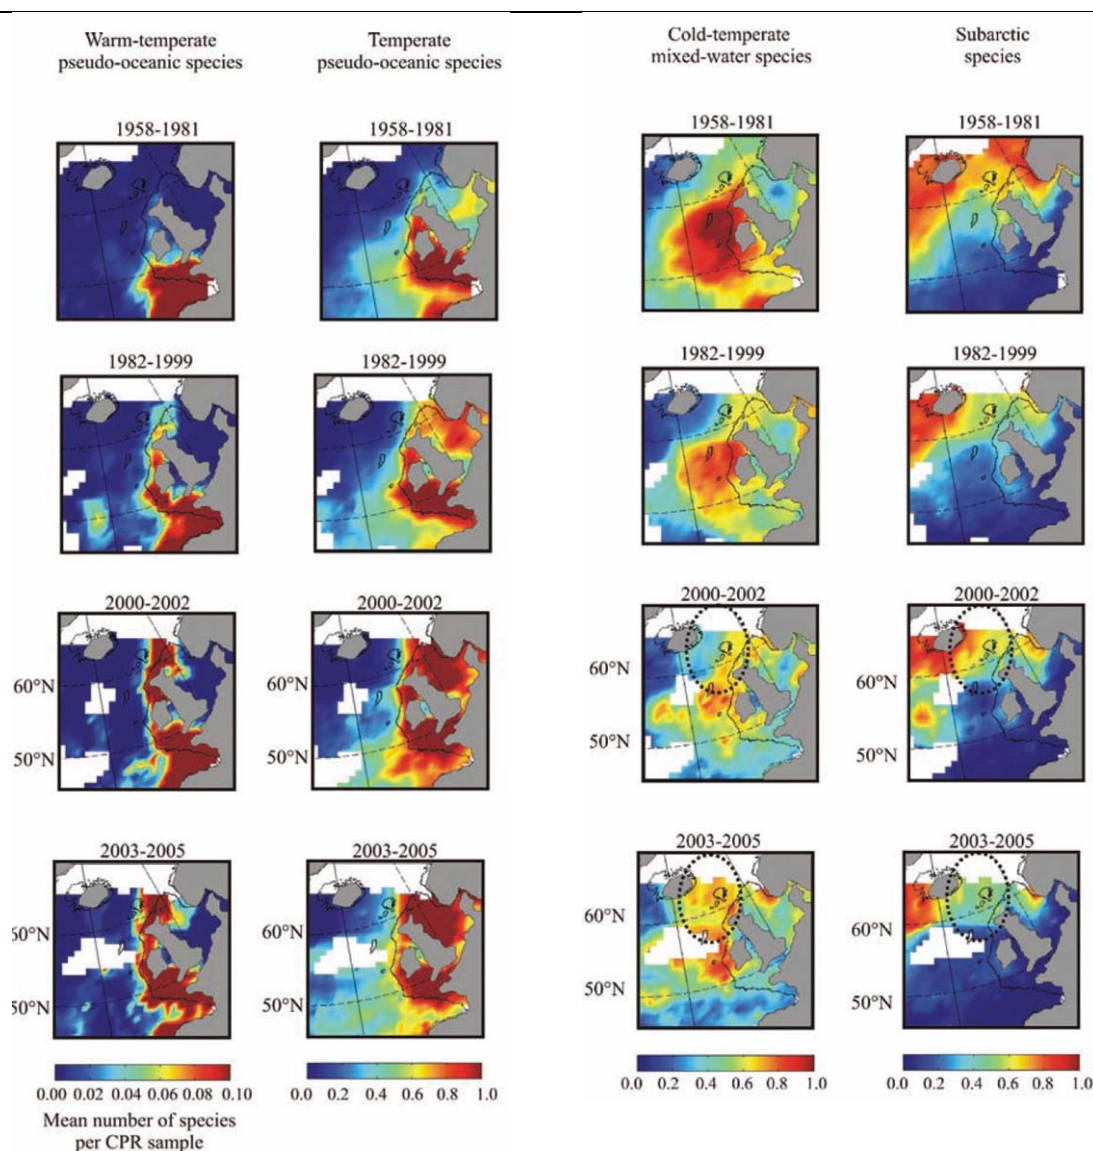 Warm-temperate
pseudo-oceanic species
Temperate
pseudo-oceanic species
Cold-temperate
mixed-water species
Subarctic
species
1958-1981
1958-1981
1958-1981
1958-1981
1982-1999
1982-1999
1982-1999
1982-1999
2000-2002
2000-2002
2000-2002
2000-2002
60°N
60°N
60°N
60°N
50°N
50°N
50°N
50°N
2003-2005
2003-2005
2003-2005
2003-2005
50°N
60°N
60°N
60°N
50°N
50°N
50°N
50°N
0.00 0.02 0.04 0.06 0.08 0.10
0.0 0.2 0.4 0.6 0.8 1.0
0.0 0.2 0.4 0.6 0.8 1.0
0.0 0.2 0.4 0.6 0.8 1.0
Mean number of species
per CPR sample